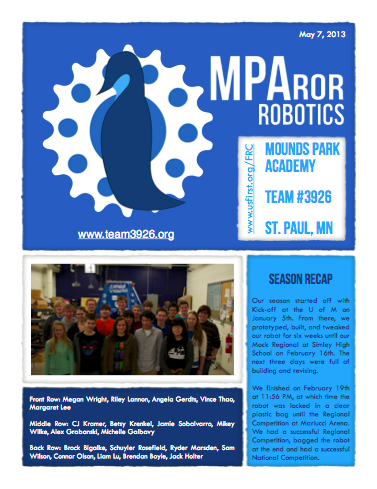 May 7, 2013
MPAROR
ROBOTICS
www.usfirst.org/FRC
MOUNDS PARK
ACADEMY
TEAM #3926
ST. PAUL, MN
www.team3926.org
SEASON RECAP
Our season started off with
Kick-off at the U of M on
January 5th. From there, we
prototyped, built, and tweaked
our robot for six weeks until our
Mock Regional at Simley High
School on February 16th. The
next three days were full of
building and revising.
We finished on February 19th
at 11:56 PM, at which time the
robot was locked in a clear
plastic bag until the Regional
Competition at Mariucci Arena.
We had a successful Regional
Competition, bagged the robot
at the end and had a successful
National Competition.
Front Row: Megan Wright, Riley Lannon, Angela Gerdts, Vince Thao,
Margaret Lee
Middle Row: CJ Kramer, Betsy Krenkel, Jamie Sabalvarro, Mikey
Wilke, Alex Grabanski, Michelle Galbavy
Back Row: Brock Bigalke, Schuyler Rosefield, Ryder Marsden, Sam
Wilson, Connor Olson, Liam Lu, Brendan Boyle, Jack Holter